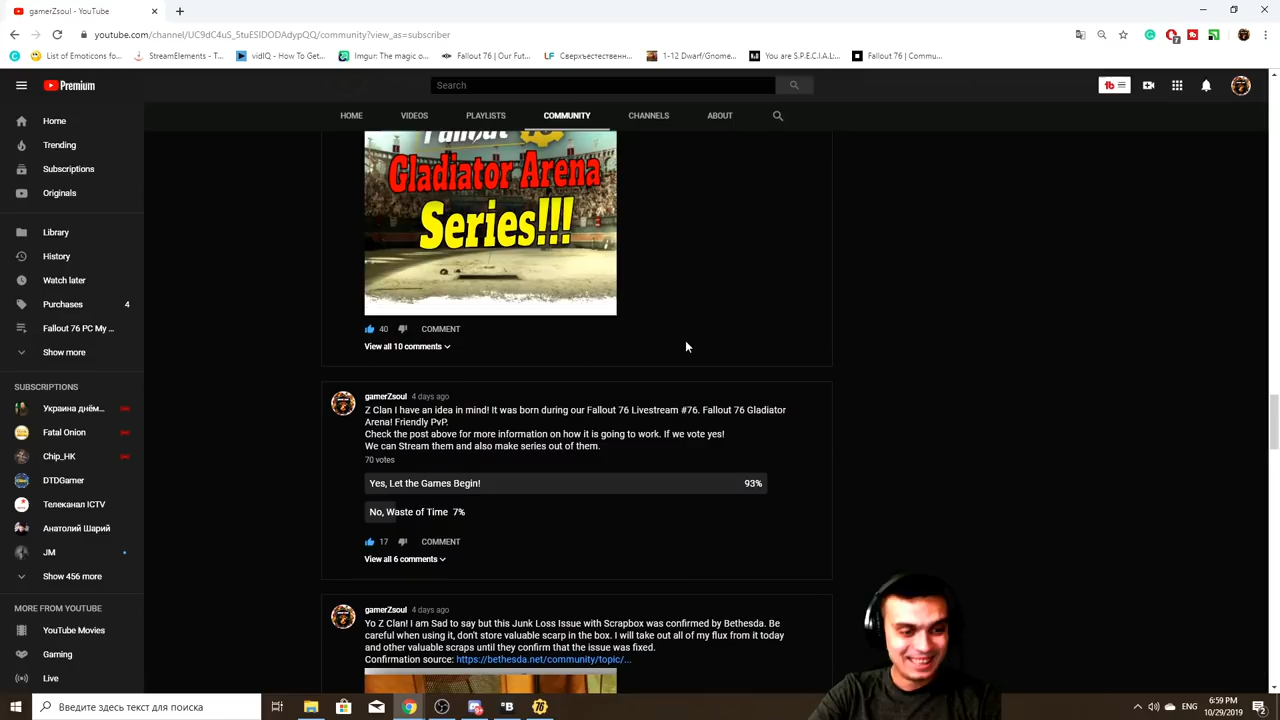 gamerZsoul - YouTube
youtube.com/channel/UC9dC4uS_5tuESIDODAdypQQ/community?view_as=subscriber
7
List of Emoticons fo...
StreamElements - T...
vidIQ - How To Get...
Imgur: The magic o...
Fallout 76 | Our Fut...
LF Сверхъестественн...
1-12 Dwarf/Gnome...
You are S.P.E.C.I.A.L:...
Fallout 76 | Commu...
Premium
Search
HOME
VIDEOS
PLAYLISTS
COMMUNITY
CHANNELS
ABOUT
Home
Trending
Subscriptions
Originals
Library
History
Watch later
Purchases 4
Fallout 76 PC My ...
Show more
SUBSCRIPTIONS
Украина днём...
Fatal Onion
Chip_HK
DTDGamer
Телеканал ICTV
Анатолий Шарий
JM
Show 456 more
MORE FROM YOUTUBE
YouTube Movies
Gaming
Live
Fallout 76
Gladiator Arena
Series!!!
40 COMMENT
View all 10 comments
gamerZsoul 4 days ago
Z Clan I have an idea in mind! It was born during our Fallout 76 Livestream #76. Fallout 76 Gladiator
Arena! Friendly PvP.
Check the post above for more information on how it is going to work. If we vote yes!
We can Stream them and also make series out of them.
70 votes
Yes, Let the Games Begin! 93%
No, Waste of Time 7%
17 COMMENT
View all 6 comments
gamerZsoul 4 days ago
Yo Z Clan! I am Sad to say but this Junk Loss Issue with Scrapbox was confirmed by Bethesda. Be
careful when using it, don't store valuable scarp in the box. I will take out all of my flux from it today
and other valuable scraps until they confirm that the issue was fixed.
Confirmation source: https://bethesda.net/community/topic/...
Введите здесь текст для поиска
ENG
6:59 PM
10/29/2019
2